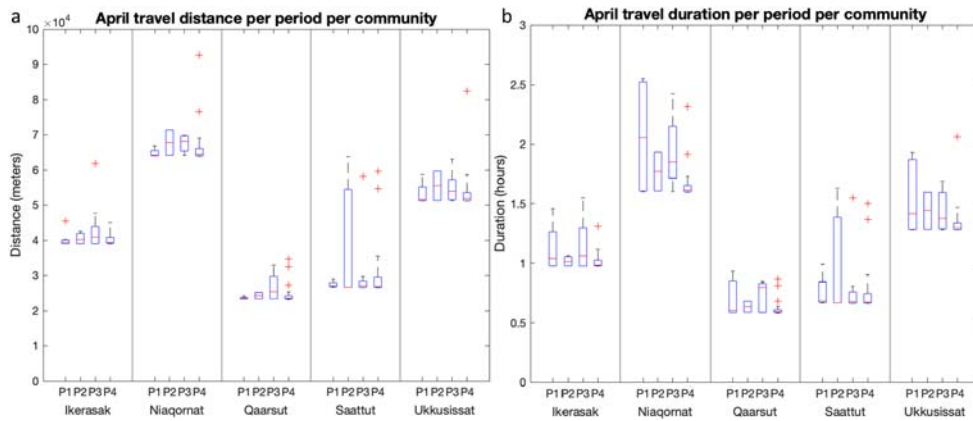 a
April travel distance per period per community
×10⁴
10
9
8
7
6
5
4
3
2
1
0
Distance (meters)
P1 P2 P3 P4
P1 P2 P3 P4
P1 P2 P3 P4
P1 P2 P3 P4
P1 P2 P3 P4
Ikerasak
Niaqornat
Qaarsut
Saattut
Ukkusissat
b
April travel duration per period per community
3
2.5
2
1.5
1
0.5
0
Duration (hours)
P1 P2 P3 P4
P1 P2 P3 P4
P1 P2 P3 P4
P1 P2 P3 P4
P1 P2 P3 P4
Ikerasak
Niaqornat
Qaarsut
Saattut
Ukkusissat